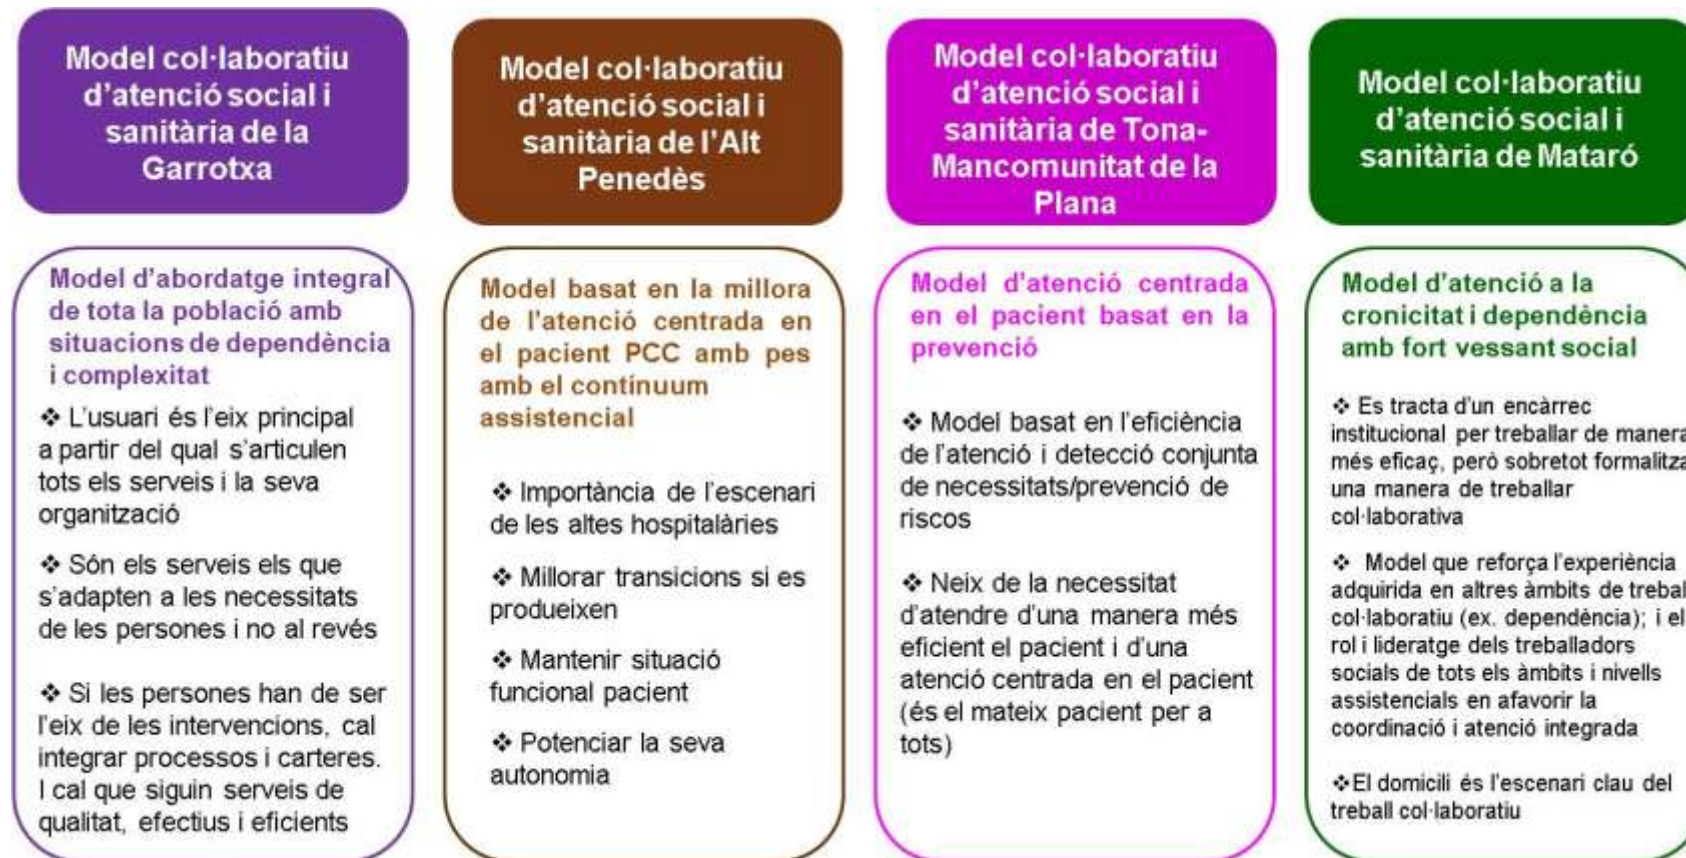 Model col·laboratiu
d'atenció social i
sanitària de la
Garrotxa
Model d'abordatge integral
de tota la població amb
situacions de dependència
i complexitat
❖ L'usuari és l'eix principal
a partir del qual s'articulen
tots els serveis i la seva
organització
❖ Són els serveis els que
s'adapten a les necessitats
de les persones i no al revés
❖ Si les persones han de ser
l'eix de les intervencions, cal
integrar processos i carteres.
I cal que siguin serveis de
qualitat, efectius i eficients
Model col·laboratiu
d'atenció social i
sanitària de l'Alt
Penedès
Model basat en la millora
de l'atenció centrada en
el pacient PCC amb pes
amb el contínuum
assistencial
❖ Importància de l'escenari
de les altes hospitalàries
❖ Millorar transicions si es
produeixen
❖ Mantenir situació
funcional pacient
❖ Potenciar la seva
autonomia
Model col·laboratiu
d'atenció social i
sanitària de Tona-
Mancomunitat de la
Plana
Model d'atenció centrada
en el pacient basat en la
prevenció
❖ Model basat en l'eficiència
de l'atenció i detecció conjunta
de necessitats/prevenció de
riscos
❖ Neix de la necessitat
d'atendre d'una manera més
eficient el pacient i d'una
atenció centrada en el pacient
(és el mateix pacient per a
tots)
Model col·laboratiu
d'atenció social i
sanitària de Mataró
Model d'atenció a la
cronicitat i dependència
amb fort vessant social
❖ Es tracta d'un encàrrec
institucional per treballar de manera
més eficaç, però sobretot formalitza
una manera de treballar
col·laborativa
❖ Model que reforça l'experiència
adquirida en altres àmbits de treball
col·laboratiu (ex. dependència); i el
rol i lideratge dels treballadors
socials de tots els àmbits i nivells
assistencials en afavorir la
coordinació i atenció integrada
❖ El domicili és l'escenari clau del
treball col·laboratiu